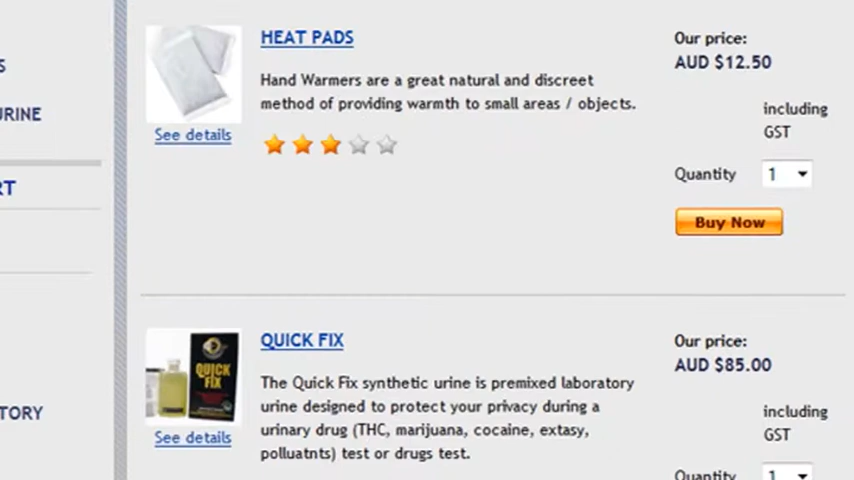 S
URINE
RT
TORY
HEAT PADS
Hand Warmers are a great natural and discreet
method of providing warmth to small areas / objects.
See details
Our price:
AUD $12.50
including
GST
Quantity 1
Buy Now
QUICK FIX
QUICK
FIX
The Quick Fix synthetic urine is premixed laboratory
urine designed to protect your privacy during a
urinary drug (THC, marijuana, cocaine, extasy,
polluatnts) test or drugs test.
See details
Our price:
AUD $85.00
including
GST
Quantity 1